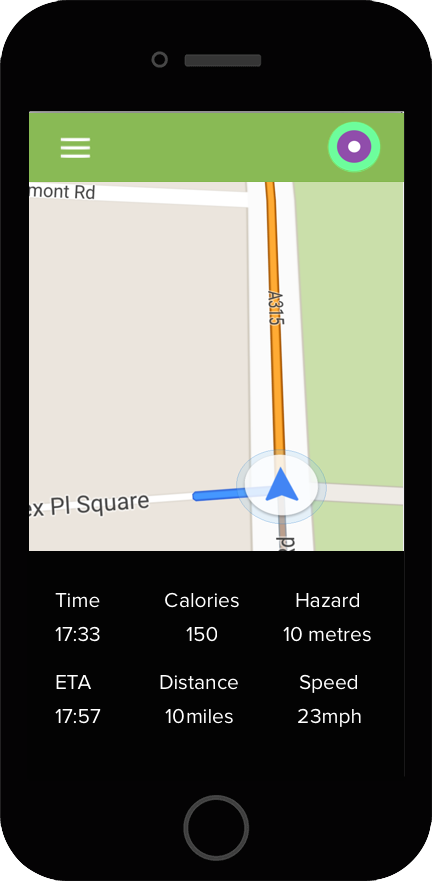 mont Rd
A315
ex Pl Square
Rd
Time Calories Hazard
17:33 150 10 metres
ETA Distance Speed
17:57 10miles 23mph